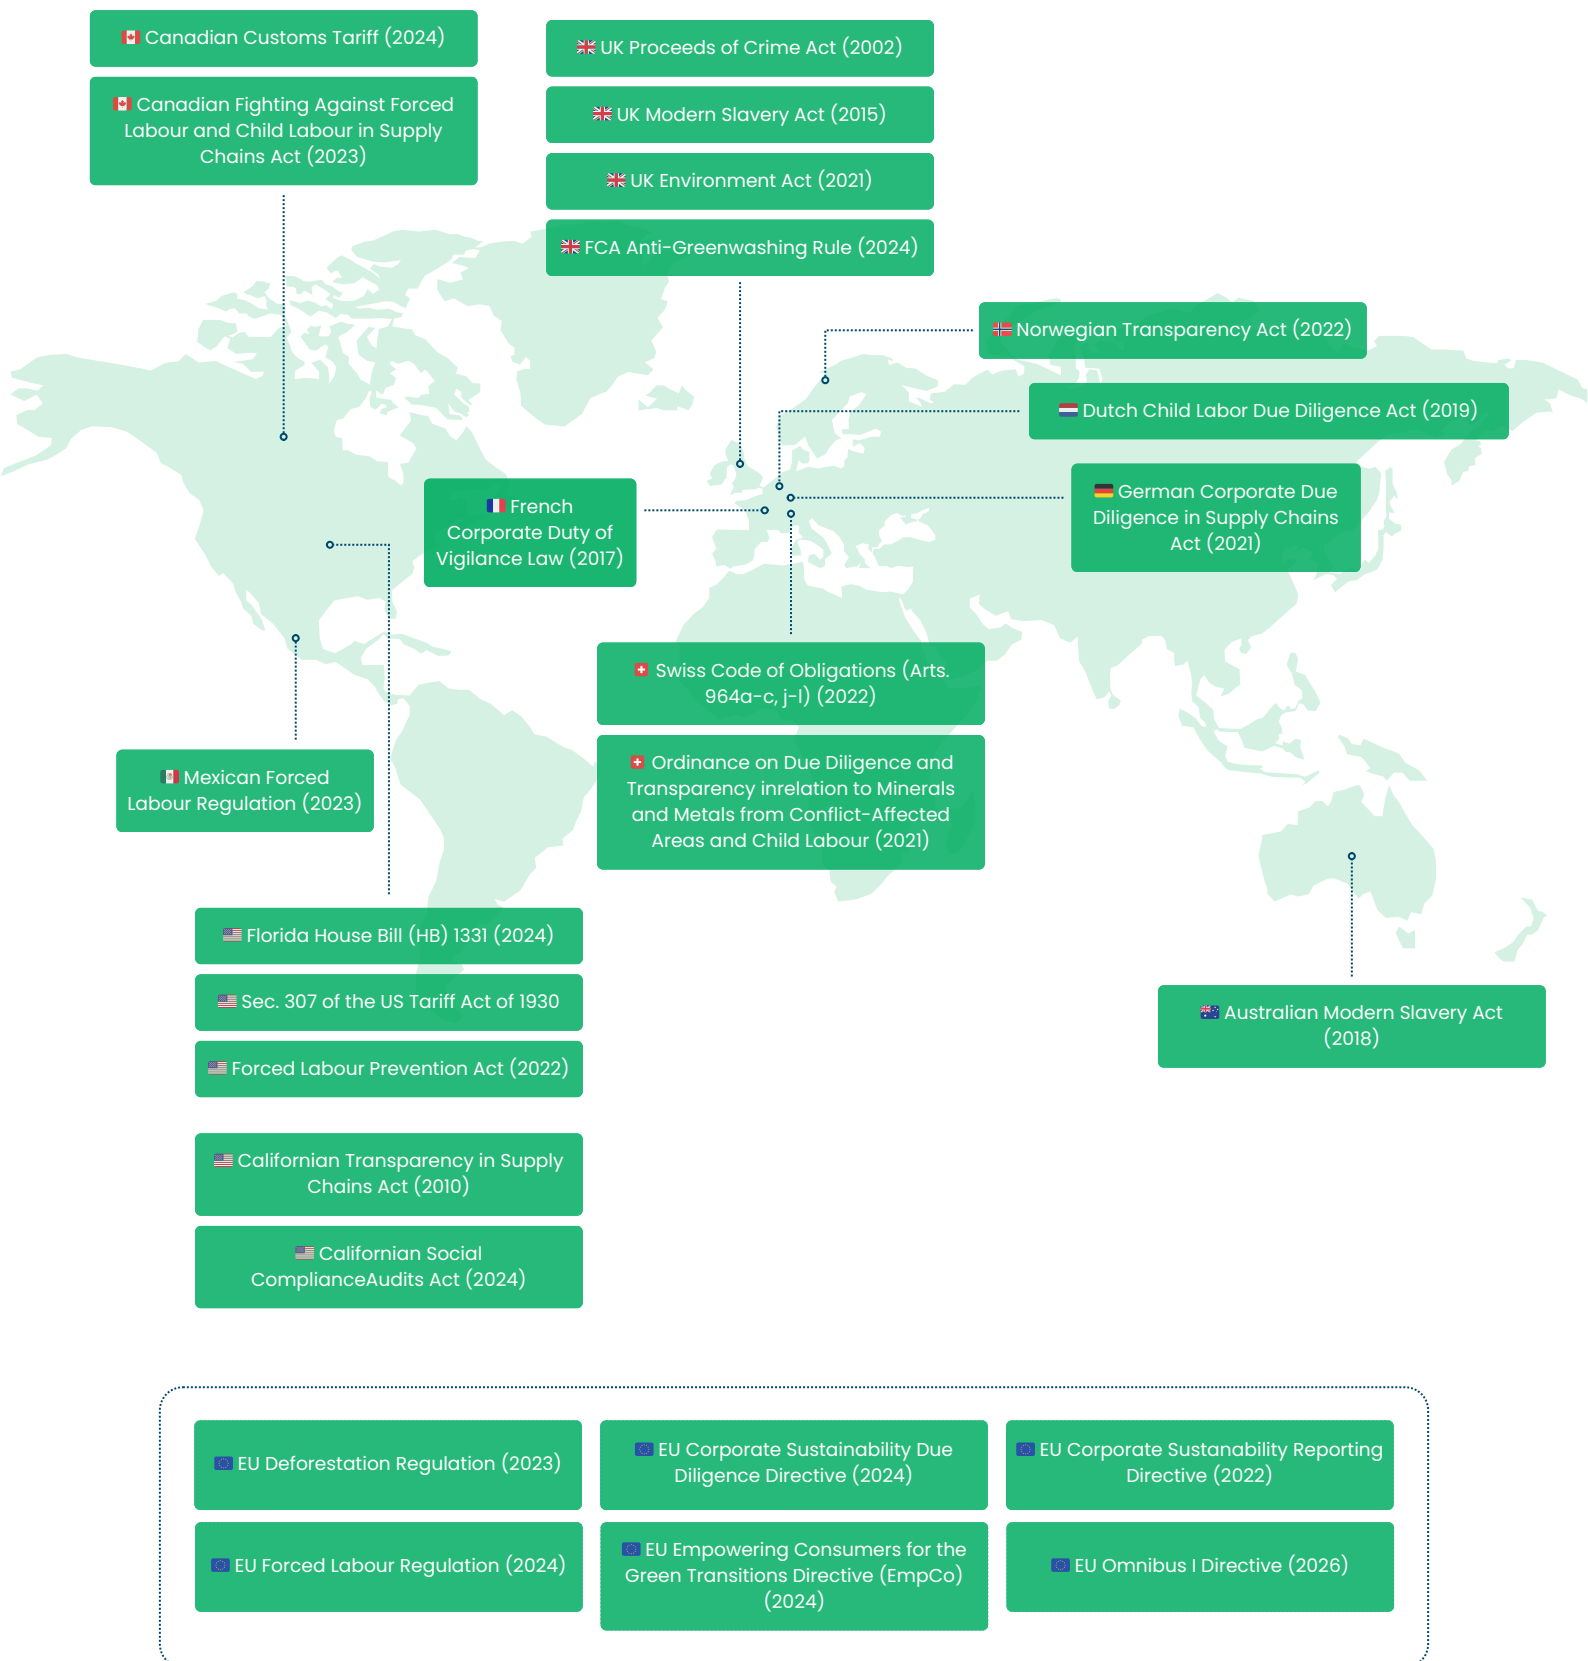 Canadian Customs Tariff (2024)
Canadian Fighting Against Forced
Labour and Child Labour in Supply
Chains Act (2023)
UK Proceeds of Crime Act (2002)
UK Modern Slavery Act (2015)
UK Environment Act (2021)
FCA Anti-Greenwashing Rule (2024)
Norwegian Transparency Act (2022)
Dutch Child Labor Due Diligence Act (2019)
German Corporate Due
Diligence in Supply Chains
Act (2021)
French
Corporate Duty of
Vigilance Law (2017)
Swiss Code of Obligations (Arts.
964a-c, j-l) (2022)
Ordinance on Due Diligence and
Transparency inrelation to Minerals
and Metals from Conflict-Affected
Areas and Child Labour (2021)
Mexican Forced
Labour Regulation (2023)
Florida House Bill (HB) 1331 (2024)
Sec. 307 of the US Tariff Act of 1930
Forced Labour Prevention Act (2022)
Californian Transparency in Supply
Chains Act (2010)
Californian Social
ComplianceAudits Act (2024)
Australian Modern Slavery Act
(2018)
EU Deforestation Regulation (2023)
EU Corporate Sustainability Due
Diligence Directive (2024)
EU Corporate Sustanability Reporting
Directive (2022)
EU Forced Labour Regulation (2024)
EU Empowering Consumers for the
Green Transitions Directive (EmpCo)
(2024)
EU Omnibus I Directive (2026)